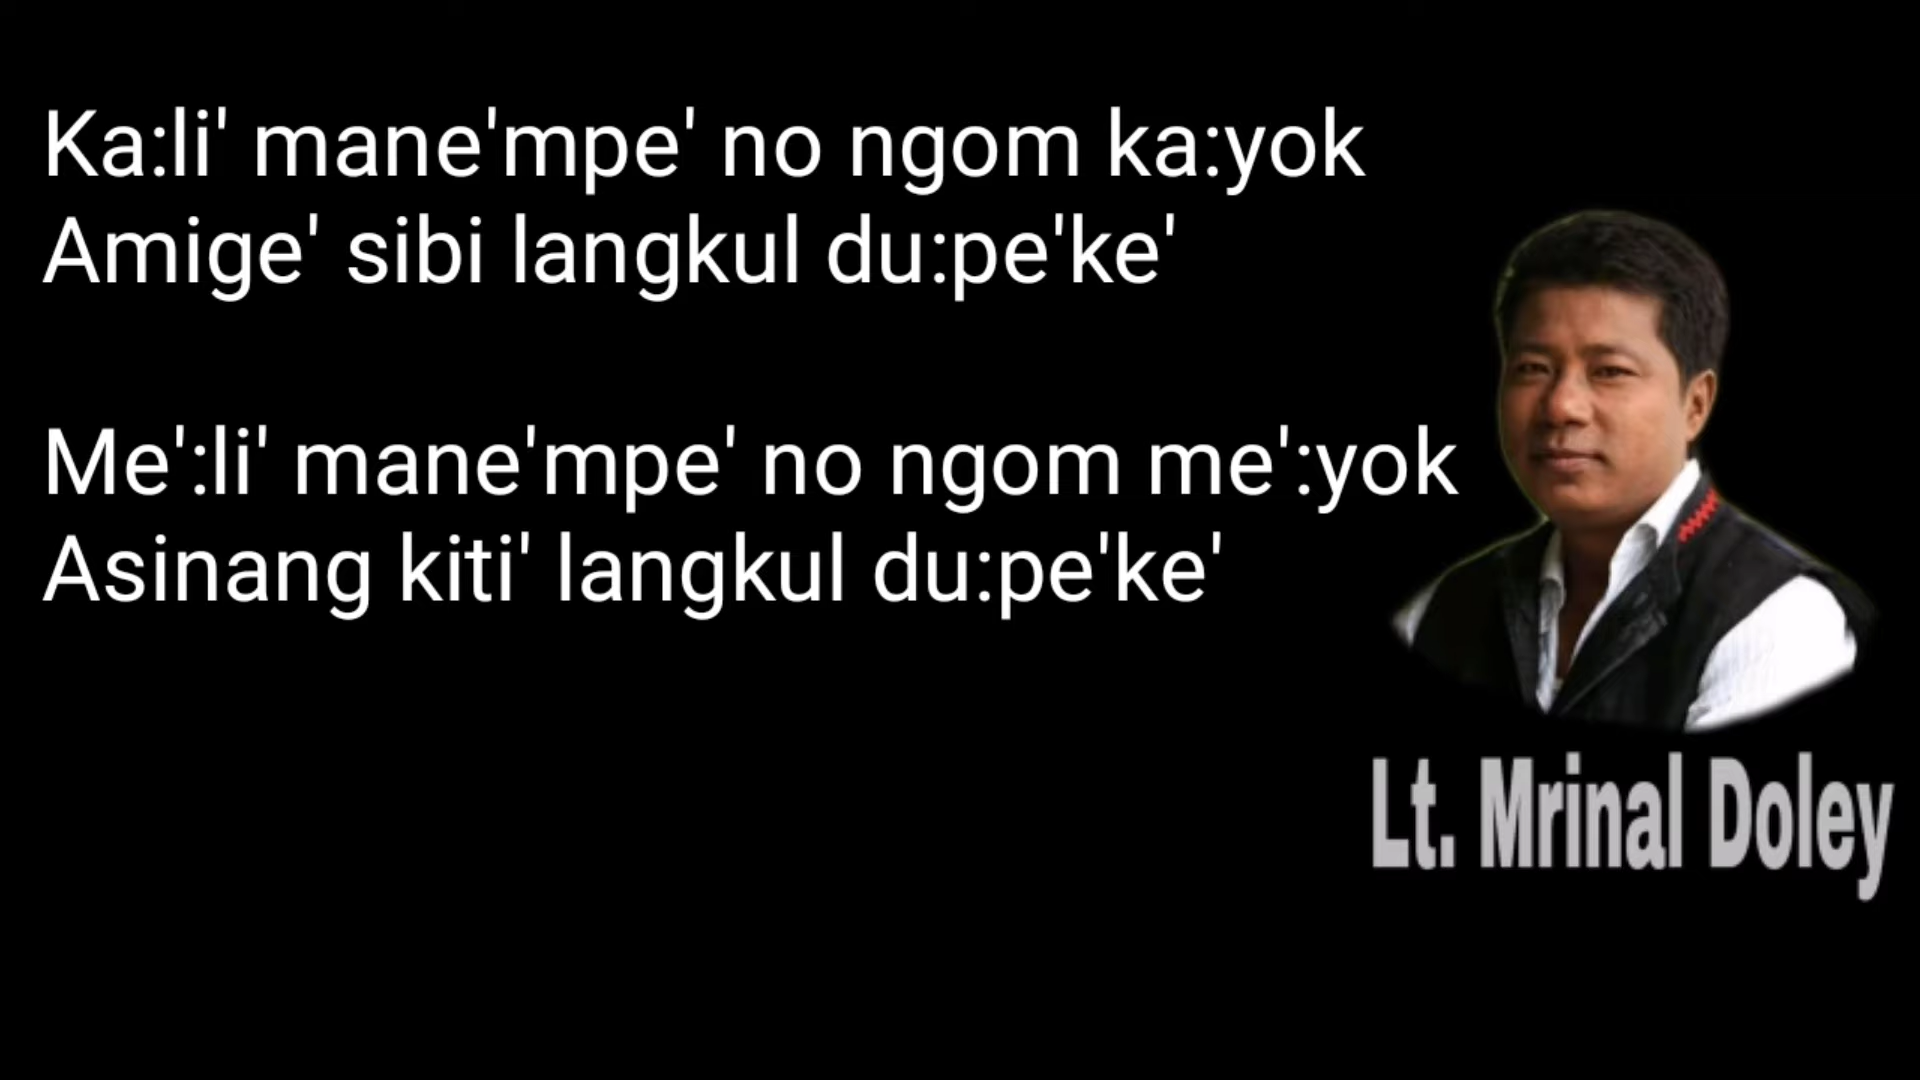 Ka:li' mane'mpe' no ngom ka:yok
Amige' sibi langkul du:pe'ke'
Me':li' mane'mpe' no ngom me':yok
Asinang kiti' langkul du:pe'ke'
Lt. Mrinal Doley